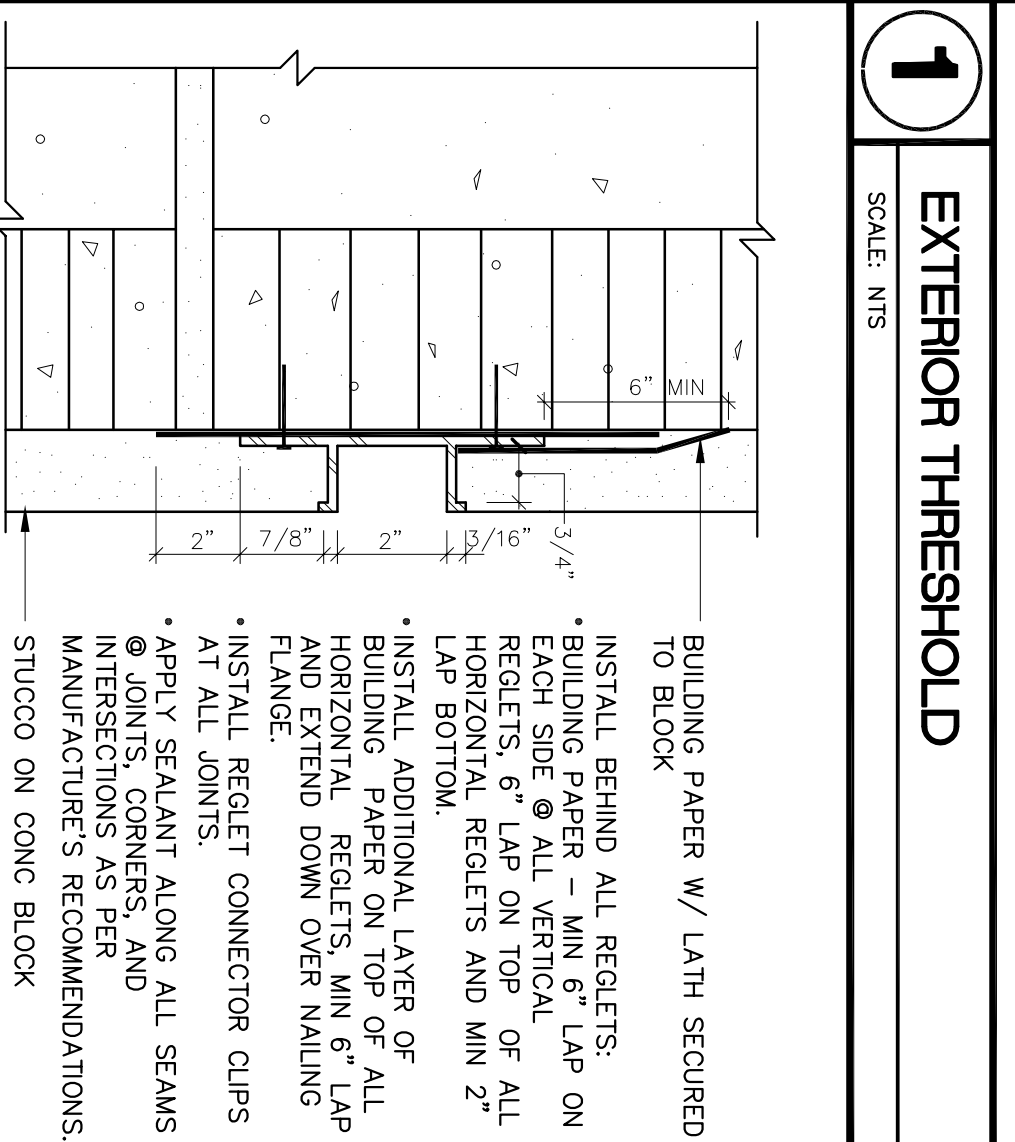 1
EXTERIOR THRESHOLD
SCALE: NTS
BUILDING PAPER W/ LATH SECURED
TO BLOCK
INSTALL BEHIND ALL REGLETS:
• BUILDING PAPER – MIN 6" LAP ON
EACH SIDE @ ALL VERTICAL
REGLETS, 6" LAP ON TOP OF ALL
HORIZONTAL REGLETS AND MIN 2"
LAP BOTTOM.
• INSTALL ADDITIONAL LAYER OF
BUILDING PAPER ON TOP OF ALL
HORIZONTAL REGLETS, MIN 6" LAP
AND EXTEND DOWN OVER NAILING
FLANGE.
• INSTALL REGLET CONNECTOR CLIPS
AT ALL JOINTS.
• APPLY SEALANT ALONG ALL SEAMS
@ JOINTS, CORNERS, AND
INTERSECTIONS AS PER
MANUFACTURE'S RECOMMENDATIONS.
STUCCO ON CONC BLOCK
6" MIN
3/4"
3/16"
2"
7/8"
2"